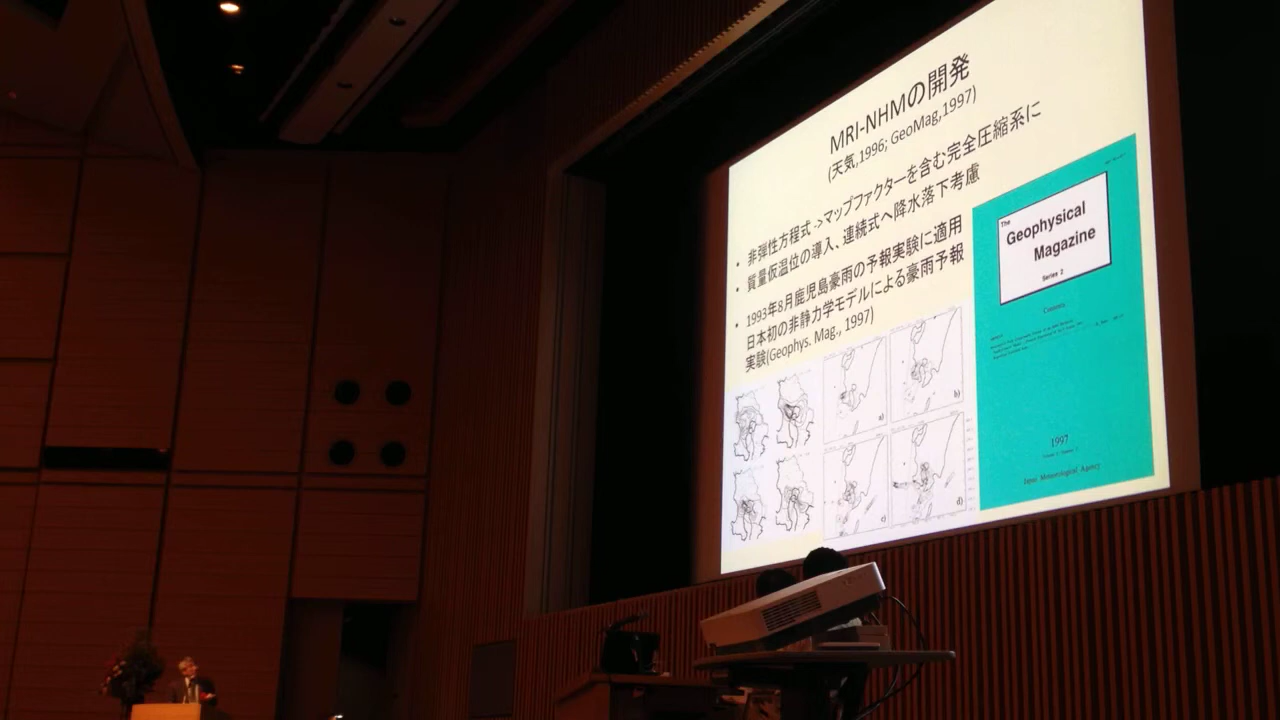 MRI-NHMの開発
(天気,1996; GeoMag,1997)
• 非弾性方程式 ->マップファクターを含む完全圧縮系に
• 質量仮温位の導入、連続式へ降水落下考慮
• 1993年8月鹿児島豪雨の予報実験に適用
日本初の非静力学モデルによる豪雨予報
実験(Geophys. Mag., 1997)
a)
b)
c)
d)
The
Geophysical
Magazine
Series 2
Contents
1997
Japan Meteorological Agency